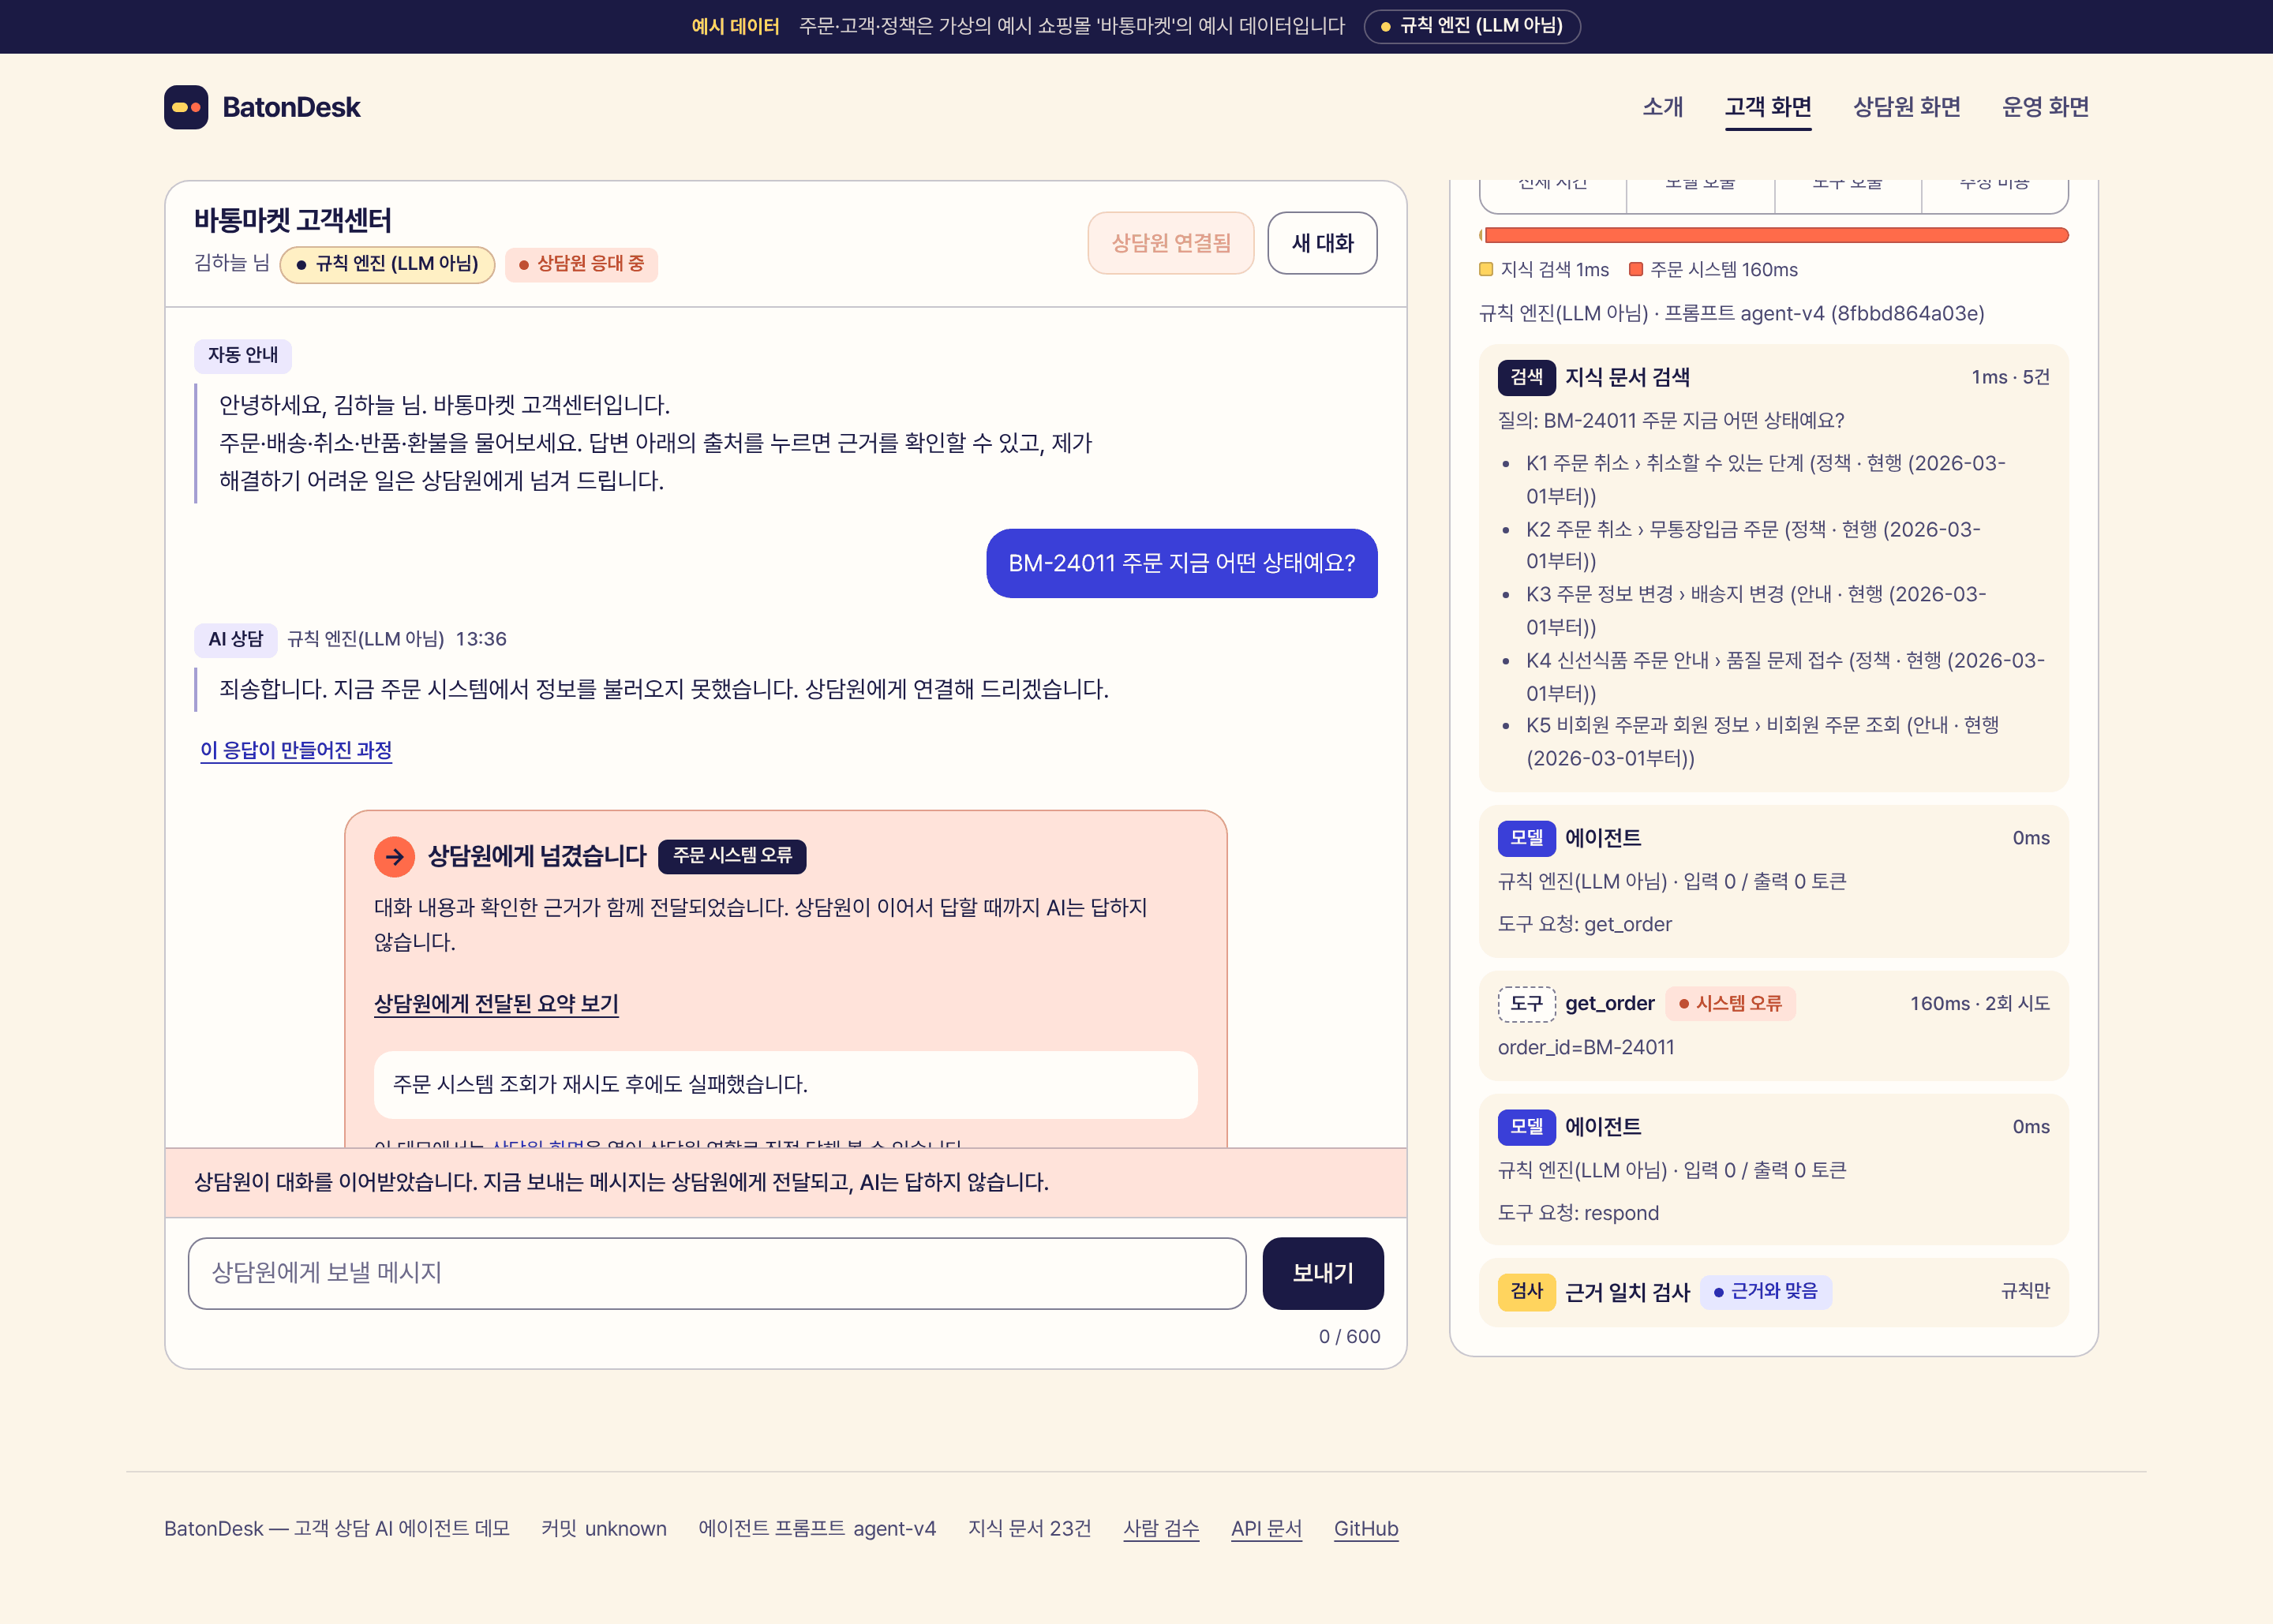 예시 데이터 주문·고객·정책은 가상의 예시 쇼핑몰 '바통마켓'의 예시 데이터입니다 규칙 엔진 (LLM 아님)
BatonDesk
소개 고객 화면 상담원 화면 운영 화면
바통마켓 고객센터
김하늘 님 규칙 엔진 (LLM 아님) 상담원 응대 중
상담원 연결됨 새 대화
자동 안내
안녕하세요, 김하늘 님. 바통마켓 고객센터입니다.
주문·배송·취소·반품·환불을 물어보세요. 답변 아래의 출처를 누르면 근거를 확인할 수 있고, 제가
해결하기 어려운 일은 상담원에게 넘겨 드립니다.
BM-24011 주문 지금 어떤 상태예요?
AI 상담 규칙 엔진(LLM 아님) 13:36
죄송합니다. 지금 주문 시스템에서 정보를 불러오지 못했습니다. 상담원에게 연결해 드리겠습니다.
이 응답이 만들어진 과정
상담원에게 넘겼습니다 주문 시스템 오류
대화 내용과 확인한 근거가 함께 전달되었습니다. 상담원이 이어서 답할 때까지 AI는 답하지
않습니다.
상담원에게 전달된 요약 보기
주문 시스템 조회가 재시도 후에도 실패했습니다.
상담원이 대화를 이어받았습니다. 지금 보내는 메시지는 상담원에게 전달되고, AI는 답하지 않습니다.
상담원에게 보낼 메시지
보내기
0 / 600
지식 검색 1ms 주문 시스템 160ms
규칙 엔진(LLM 아님) · 프롬프트 agent-v4 (8fbbd864a03e)
검색 지식 문서 검색 1ms · 5건
질의: BM-24011 주문 지금 어떤 상태예요?
• K1 주문 취소 › 취소할 수 있는 단계 (정책 · 현행 (2026-03-
01부터))
• K2 주문 취소 › 무통장입금 주문 (정책 · 현행 (2026-03-
01부터))
• K3 주문 정보 변경 › 배송지 변경 (안내 · 현행 (2026-03-
01부터))
• K4 신선식품 주문 안내 › 품질 문제 접수 (정책 · 현행 (2026-03-
01부터))
• K5 비회원 주문과 회원 정보 › 비회원 주문 조회 (안내 · 현행
(2026-03-01부터))
모델 에이전트 0ms
규칙 엔진(LLM 아님) · 입력 0 / 출력 0 토큰
도구 요청: get_order
도구 get_order 시스템 오류 160ms · 2회 시도
order_id=BM-24011
모델 에이전트 0ms
규칙 엔진(LLM 아님) · 입력 0 / 출력 0 토큰
도구 요청: respond
검사 근거 일치 검사 근거와 맞음 규칙만
BatonDesk — 고객 상담 AI 에이전트 데모 커밋 unknown 에이전트 프롬프트 agent-v4 지식 문서 23건 사람 검수 API 문서 GitHub